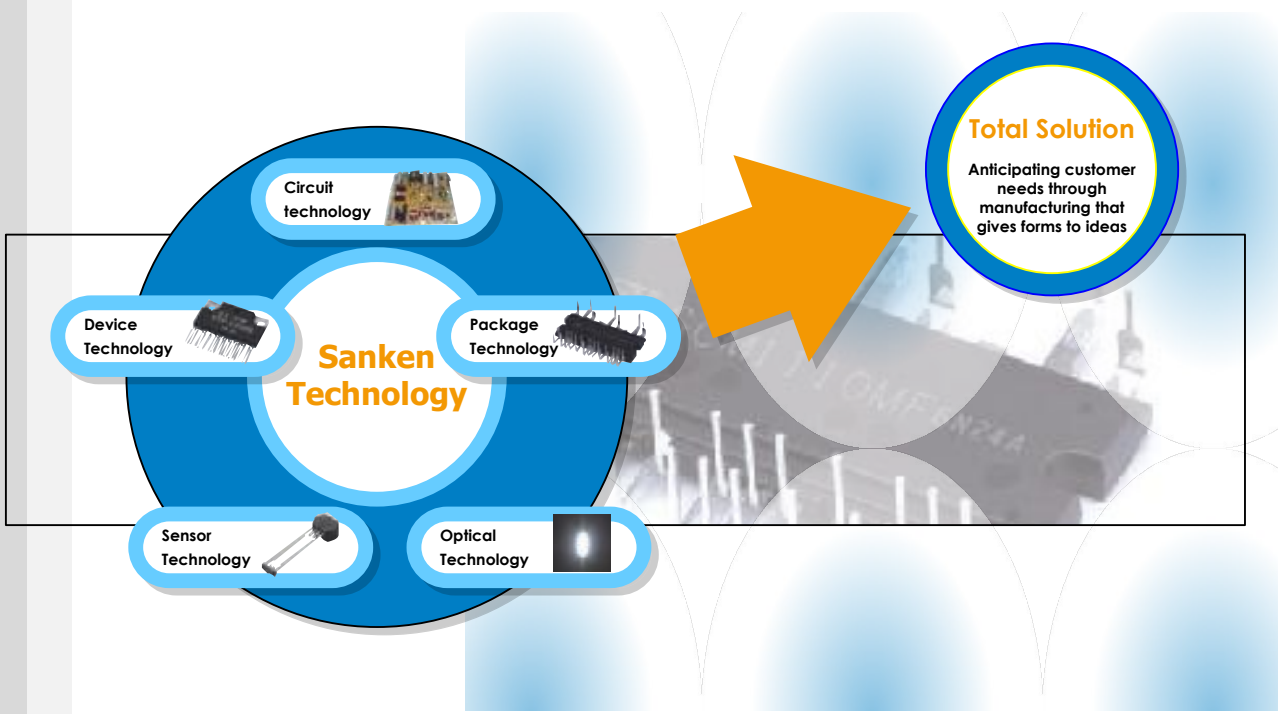 Total Solution
Anticipating customer
needs through
manufacturing that
gives forms to ideas
Circuit
technology
Device
Technology
Package
Technology
Sanken
Technology
Sensor
Technology
Optical
Technology